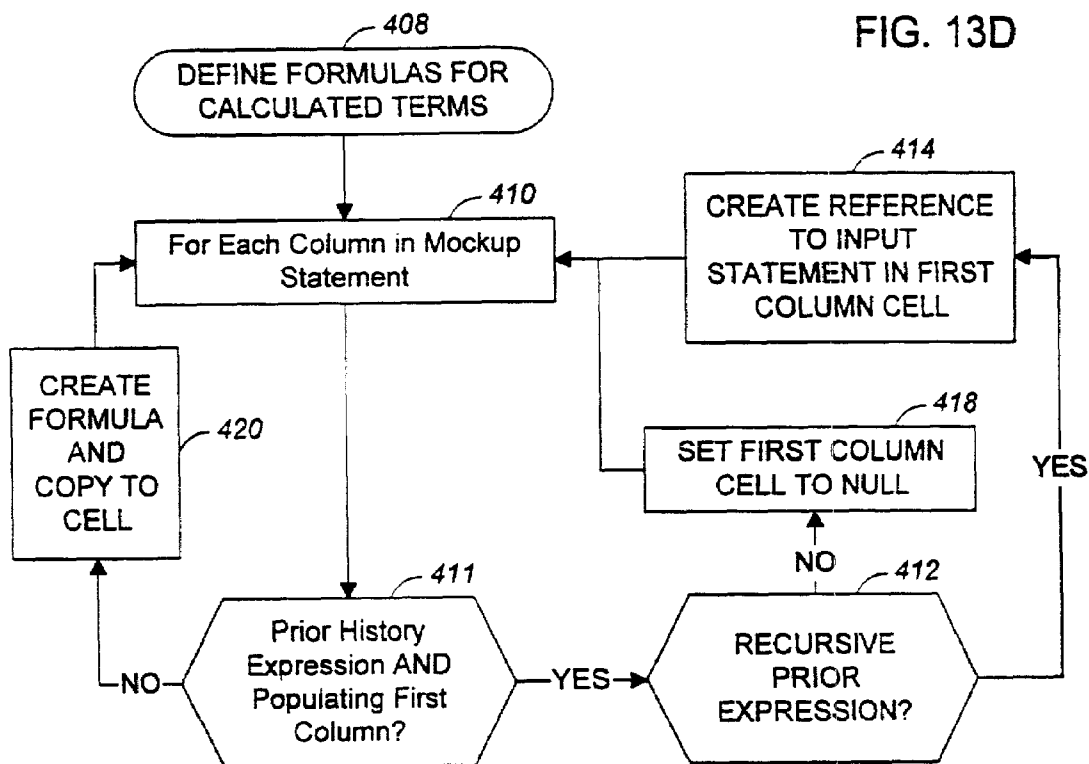 FIG. 13D
408
DEFINE FORMULAS FOR
CALCULATED TERMS
410
For Each Column in Mockup
Statement
414
CREATE REFERENCE
TO INPUT
STATEMENT IN FIRST
COLUMN CELL
CREATE
FORMULA
AND
COPY TO
CELL
420
418
SET FIRST COLUMN
CELL TO NULL
YES
NO
411
Prior History
Expression AND
Populating First
Column?
NO
YES
412
RECURSIVE
PRIOR
EXPRESSION?